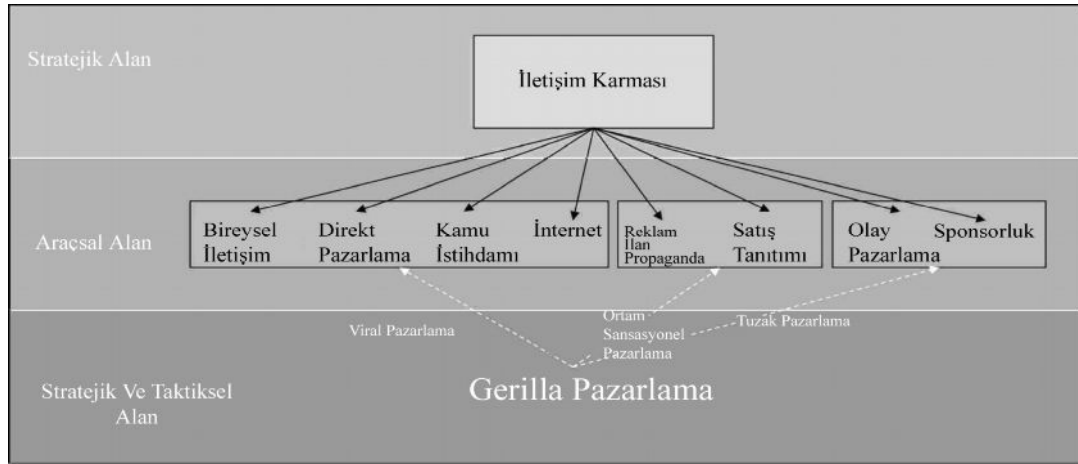 Stratejik Alan
İletişim Karması
Araçsal Alan
Bireysel
İletişim
Direkt
Pazarlama
Kamu
İstihdamı
İnternet
Reklam
İlan
Propaganda
Satış
Tanıtımı
Olay
Pazarlama
Sponsorluk
Viral Pazarlama
Ortam
Sansasyonel
Pazarlama
Tuzak Pazarlama
Stratejik Ve Taktiksel
Alan
Gerilla Pazarlama